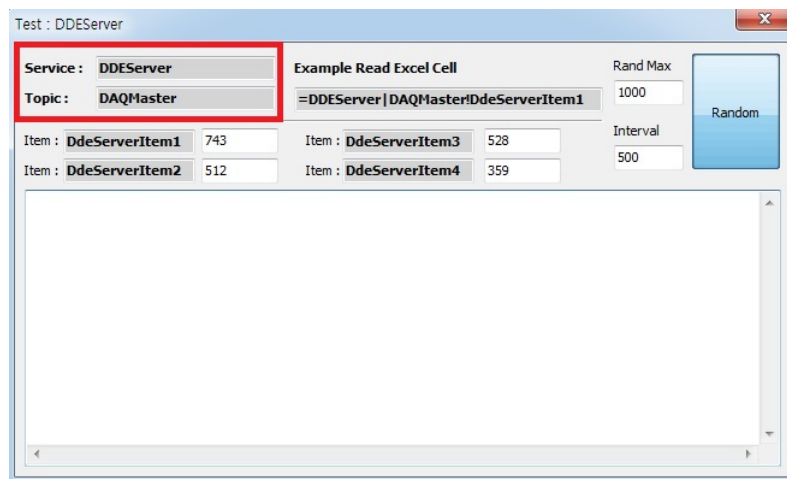 Test : DDEServer
Service : DDEServer
Topic : DAQMaster
Example Read Excel Cell
=DDEServer|DAQMaster!DdeServerItem1
Rand Max
1000
Interval
500
Random
Item : DdeServerItem1 743
Item : DdeServerItem3 528
Item : DdeServerItem2 512
Item : DdeServerItem4 359